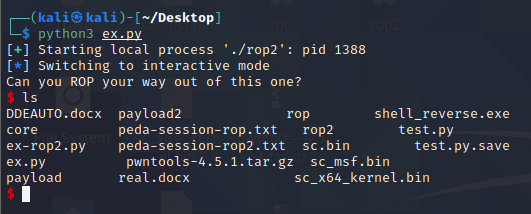 (kali㉿kali)-[~/Desktop]
$ python3 ex.py
[+] Starting local process './rop2': pid 1388
[*] Switching to interactive mode
Can you ROP your way out of this one?
$ ls
DDEAUTO.docx payload2 rop shell_reverse.exe
core peda-session-rop.txt rop2 test.py
ex-rop2.py peda-session-rop2.txt sc.bin test.py.save
ex.py pwntools-4.5.1.tar.gz sc_msf.bin
payload real.docx sc_x64_kernel.bin
$